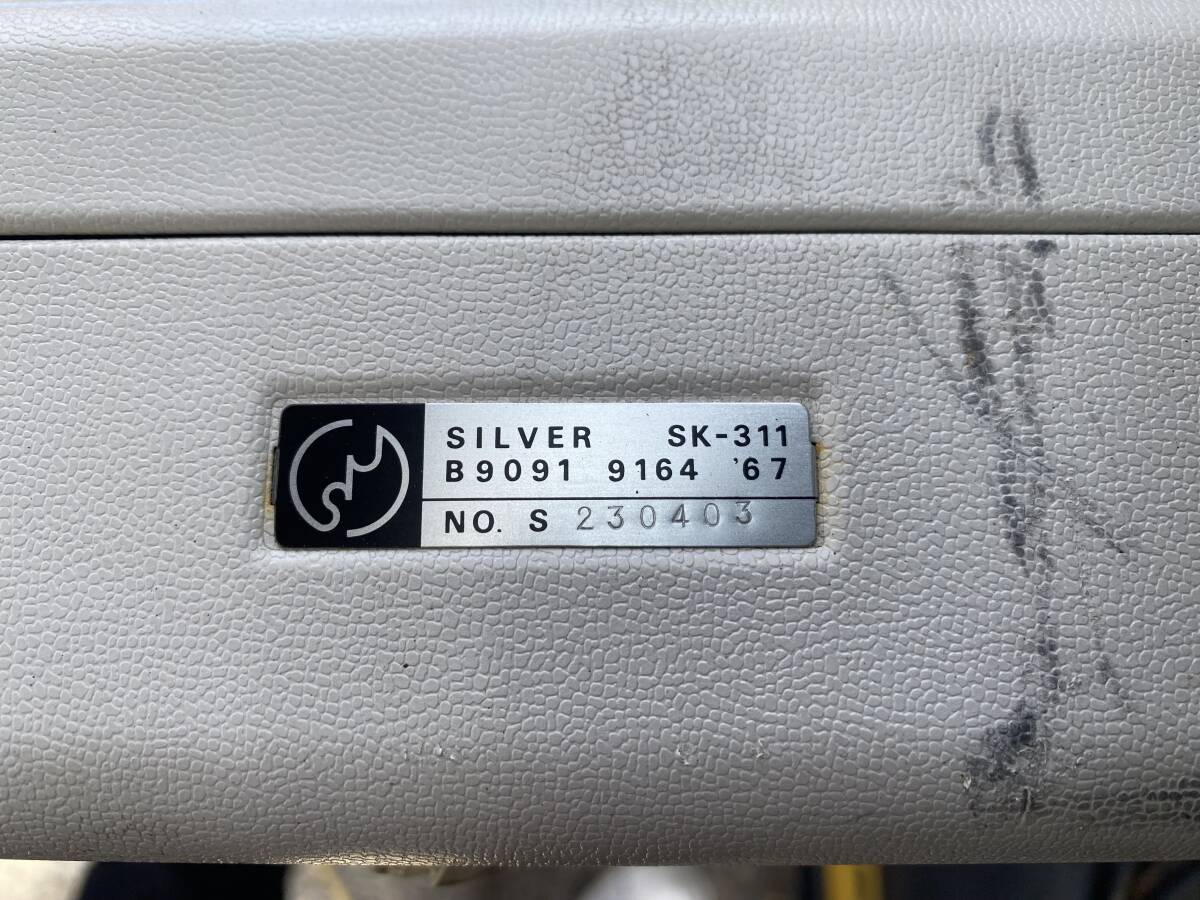 SILVER SK-311
B9091 9164 '67
NO. S 230403